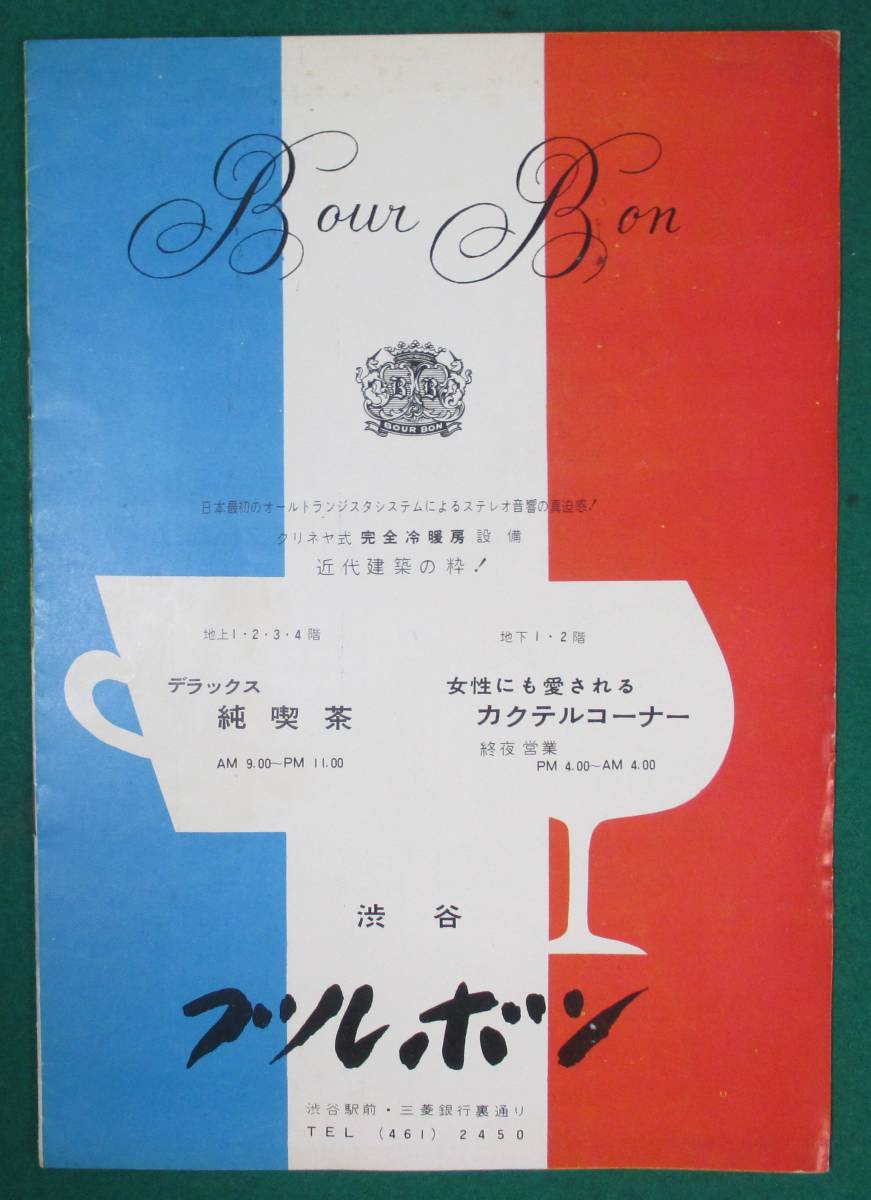 Bour Bon
B B
BOUR BON
日本最初のオールトランジスタシステムによるステレオ音響の真迫感!
クリネヤ式 完全冷暖房 設備
近代建築の粋!
地上1・2・3・4階
デラックス
純喫茶
AM 9.00〜PM 11.00
地下1・2階
女性にも愛される
カクテルコーナー
終夜営業
PM 4.00〜AM 4.00
渋谷
ブルボン
渋谷駅前・三菱銀行裏通り
TEL (461) 2450